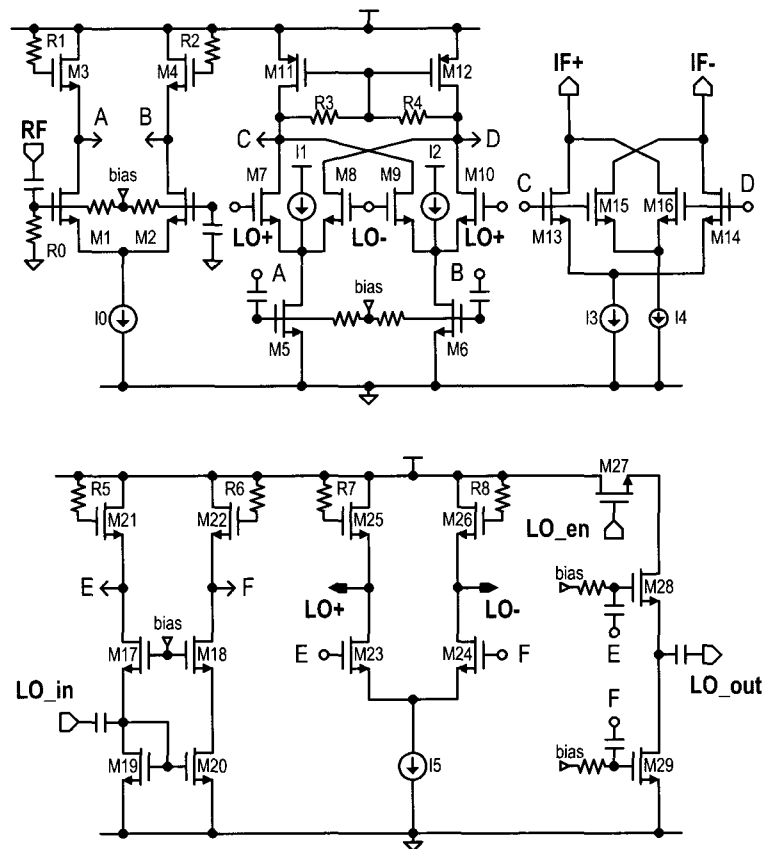 R1 R2 IF+ IF-
M3 M4 M11 M12
R3 R4
A B
RF C D
bias I1 I2
M7 M8 M9 M10 C D
M15 M16
R0 M1 M2 LO+ LO- LO+ M13 M14
A B
bias
I0 I3 I4
M5 M6
M27
R5 R6 R7 R8
M21 M22 M25 M26
LO_en
E F bias M28
LO+ LO-
bias E
M17 M18 E M23 M24 F
LO_in LO_out
F
M19 M20 I5 bias M29